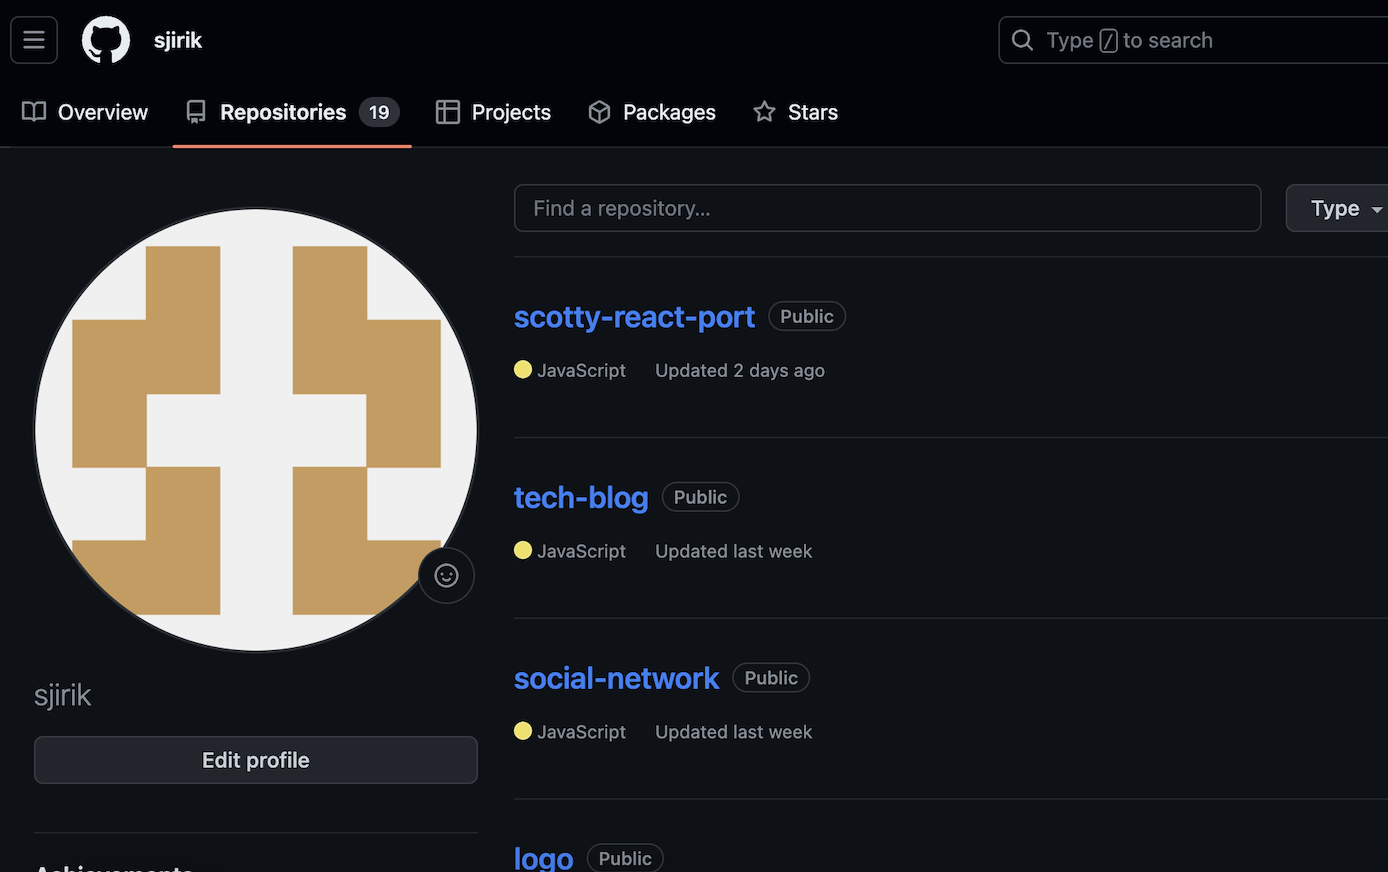 sjirik
Type / to search
Overview
Repositories 19
Projects
Packages
Stars
Find a repository...
Type
scotty-react-port Public
JavaScript Updated 2 days ago
tech-blog Public
JavaScript Updated last week
social-network Public
JavaScript Updated last week
logo Public
sjirik
Edit profile
Achievements